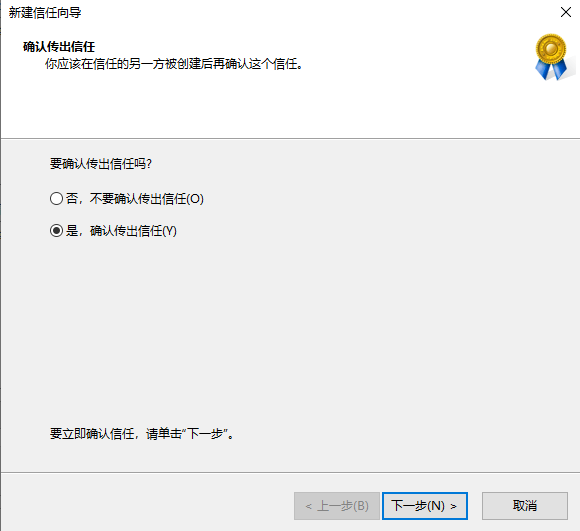 新建信任向导
确认传出信任
你应该在信任的另一方被创建后再确认这个信任。
要确认传出信任吗?
否，不要确认传出信任(O)
是，确认传出信任(Y)
要立即确认信任，请单击“下一步”。
< 上一步(B)
下一步(N) >
取消